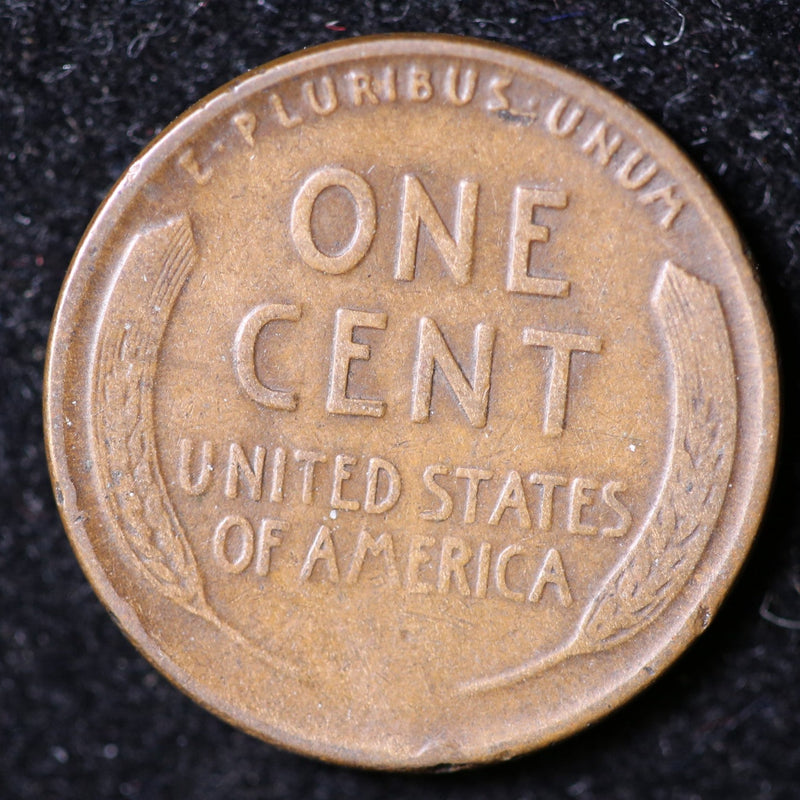 E·PLURIBUS·UNUM
ONE
CENT
UNITED STATES
OF AMERICA